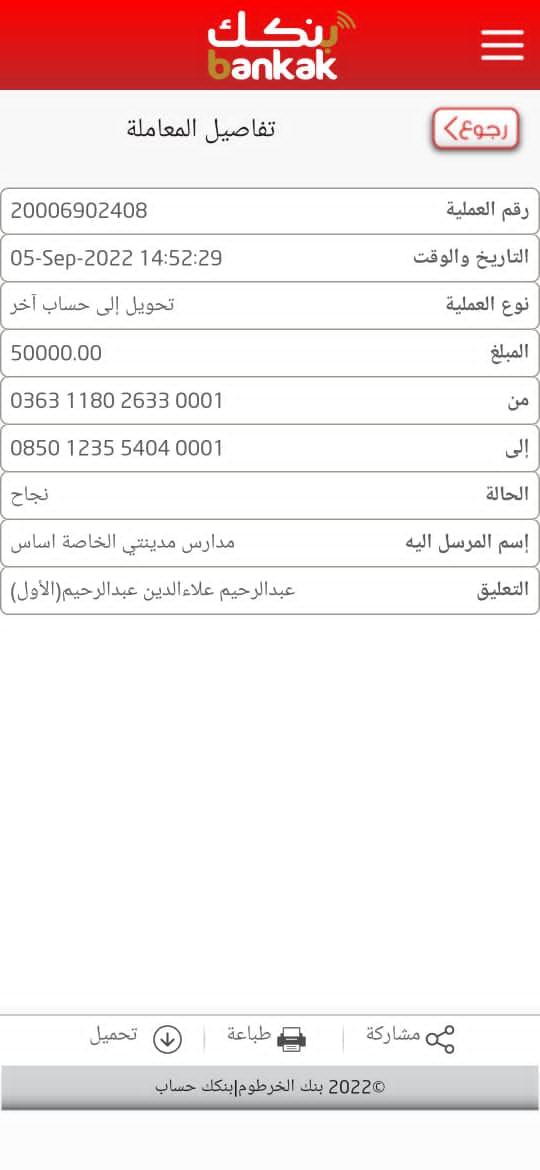 بنكك
bankak
رجوع
تفاصيل المعاملة
رقم العملية 20006902408
التاريخ والوقت 05-Sep-2022 14:52:29
نوع العملية تحويل إلى حساب آخر
المبلغ 50000.00
من 0363 1180 2633 0001
إلى 0850 1235 5404 0001
الحالة نجاح
إسم المرسل اليه مدارس مدينتي الخاصة اساس
التعليق عبدالرحيم علاءالدين عبدالرحيم(الأول)
مشاركة طباعة تحميل
©2022 بنك الخرطوم|بنكك حساب